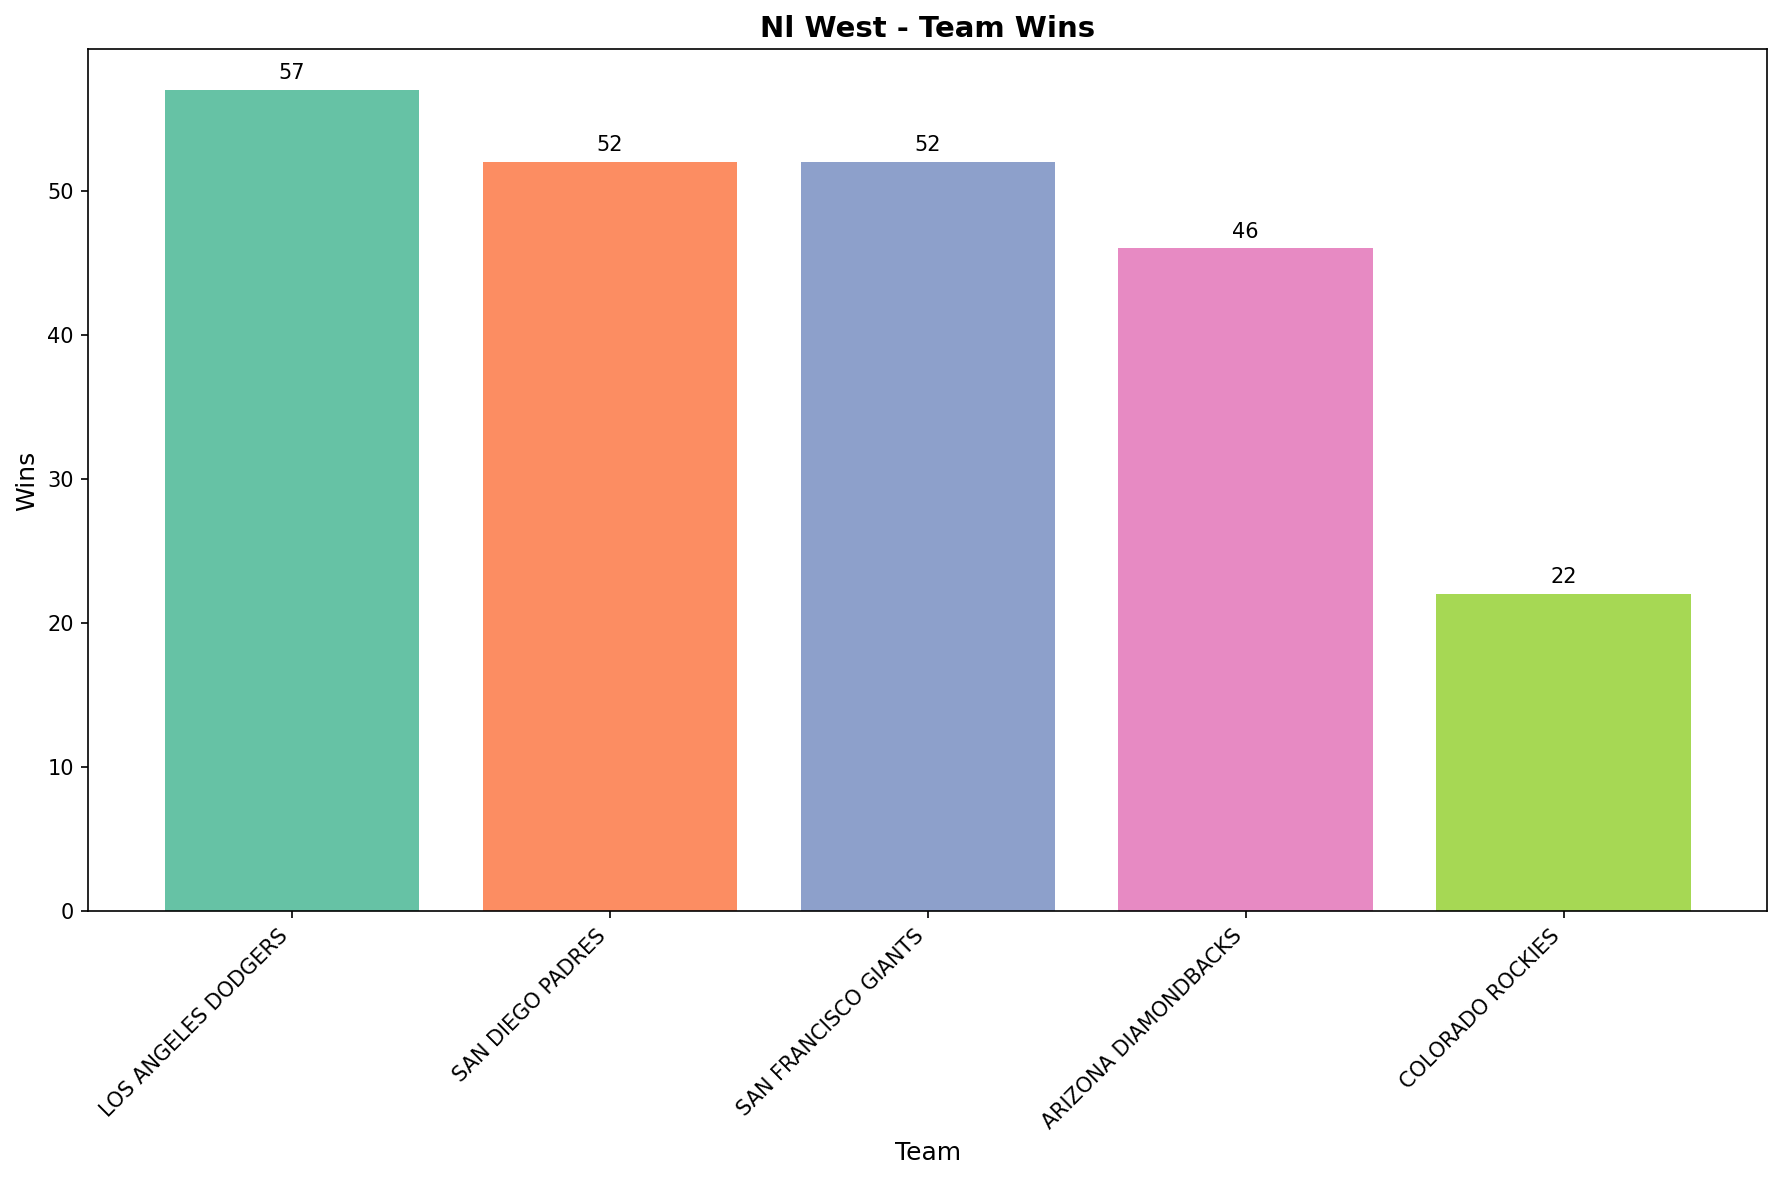 Nl West - Team Wins
57
52
52
46
22
50
40
30
20
10
0
Wins
LOS ANGELES DODGERS
SAN DIEGO PADRES
SAN FRANCISCO GIANTS
ARIZONA DIAMONDBACKS
COLORADO ROCKIES
Team